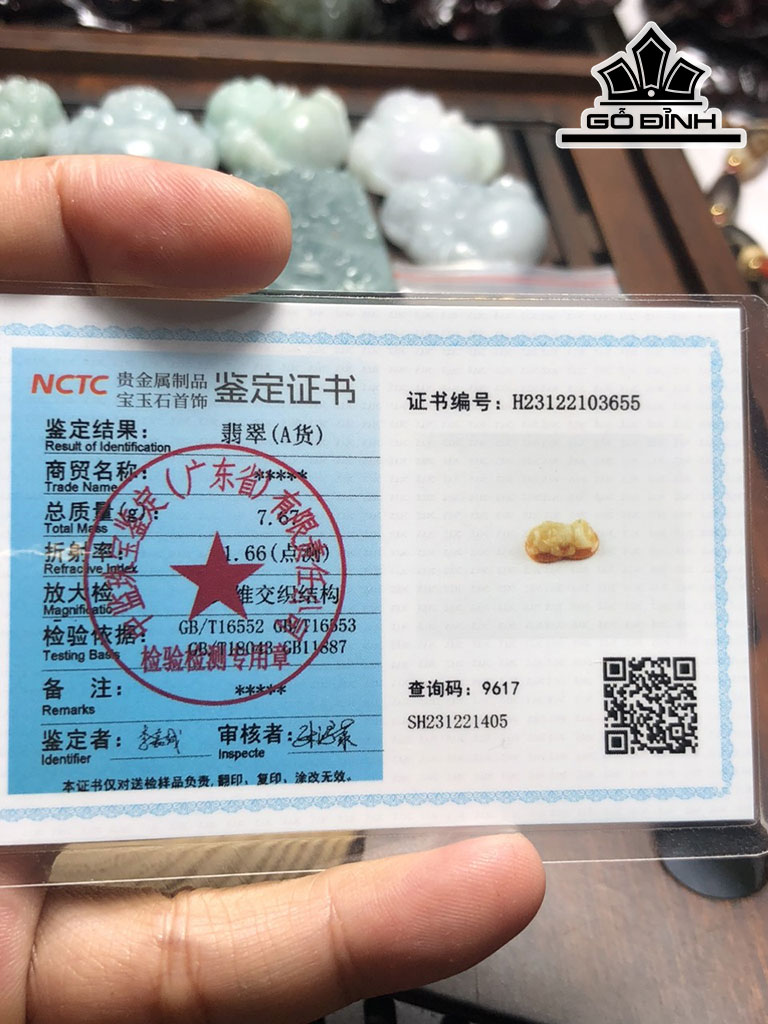 GỖ ĐỈNH
NCTC 贵金属制品 宝玉石首饰 鉴定证书
鉴定结果: 翡翠(A货)
Result of Identification
商贸名称: *****
Trade Name
总质量(g): 7.67
Total Mass
折射率: 1.66(点测)
Refractive Index
放大检 维交织结构
Magnificatio
检验依据: GB/T16552 GB/T16553
Testing Basis GB/T18043 GB11887
检验检测专用章
备 注: *****
Remarks
鉴定者: 审核者:
Identifier Inspecte
本证书仅对送检样品负责, 翻印, 复印, 涂改无效。
证书编号: H23122103655
查询码: 9617
SH231221405